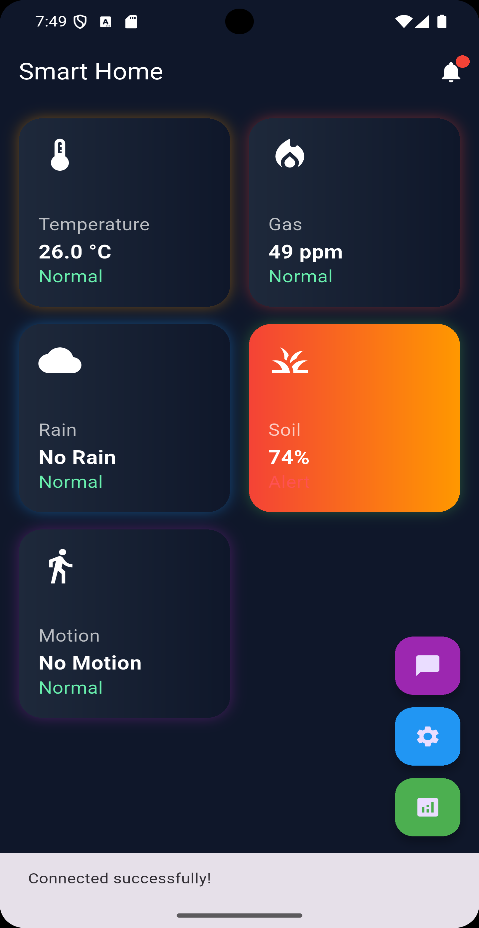 7:49
Smart Home
Temperature
26.0 °C
Normal
Gas
49 ppm
Normal
Rain
No Rain
Normal
Soil
74%
Alert
Motion
No Motion
Normal
Connected successfully!